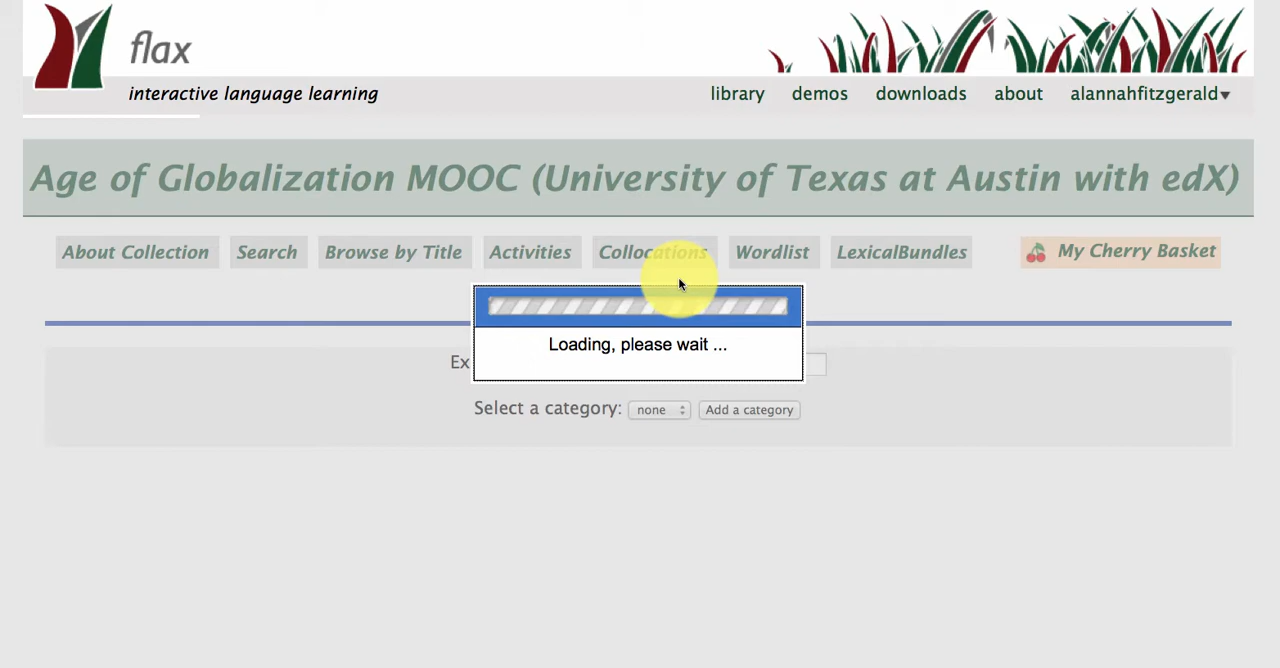 flax
interactive language learning
library demos downloads about alannahfitzgerald
Age of Globalization MOOC (University of Texas at Austin with edX)
About Collection Search Browse by Title Activities Collocations Wordlist LexicalBundles My Cherry Basket
Loading, please wait ...
Ex
Select a category: none Add a category